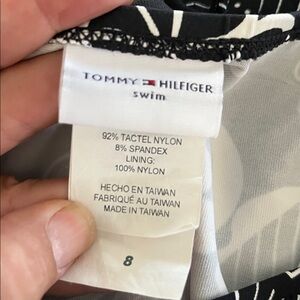 TOMMY HILFIGER
swim
92% TACTEL NYLON
8% SPANDEX
LINING:
100% NYLON
HECHO EN TAIWAN
FABRIQUÉ AU TAIWAN
MADE IN TAIWAN
8